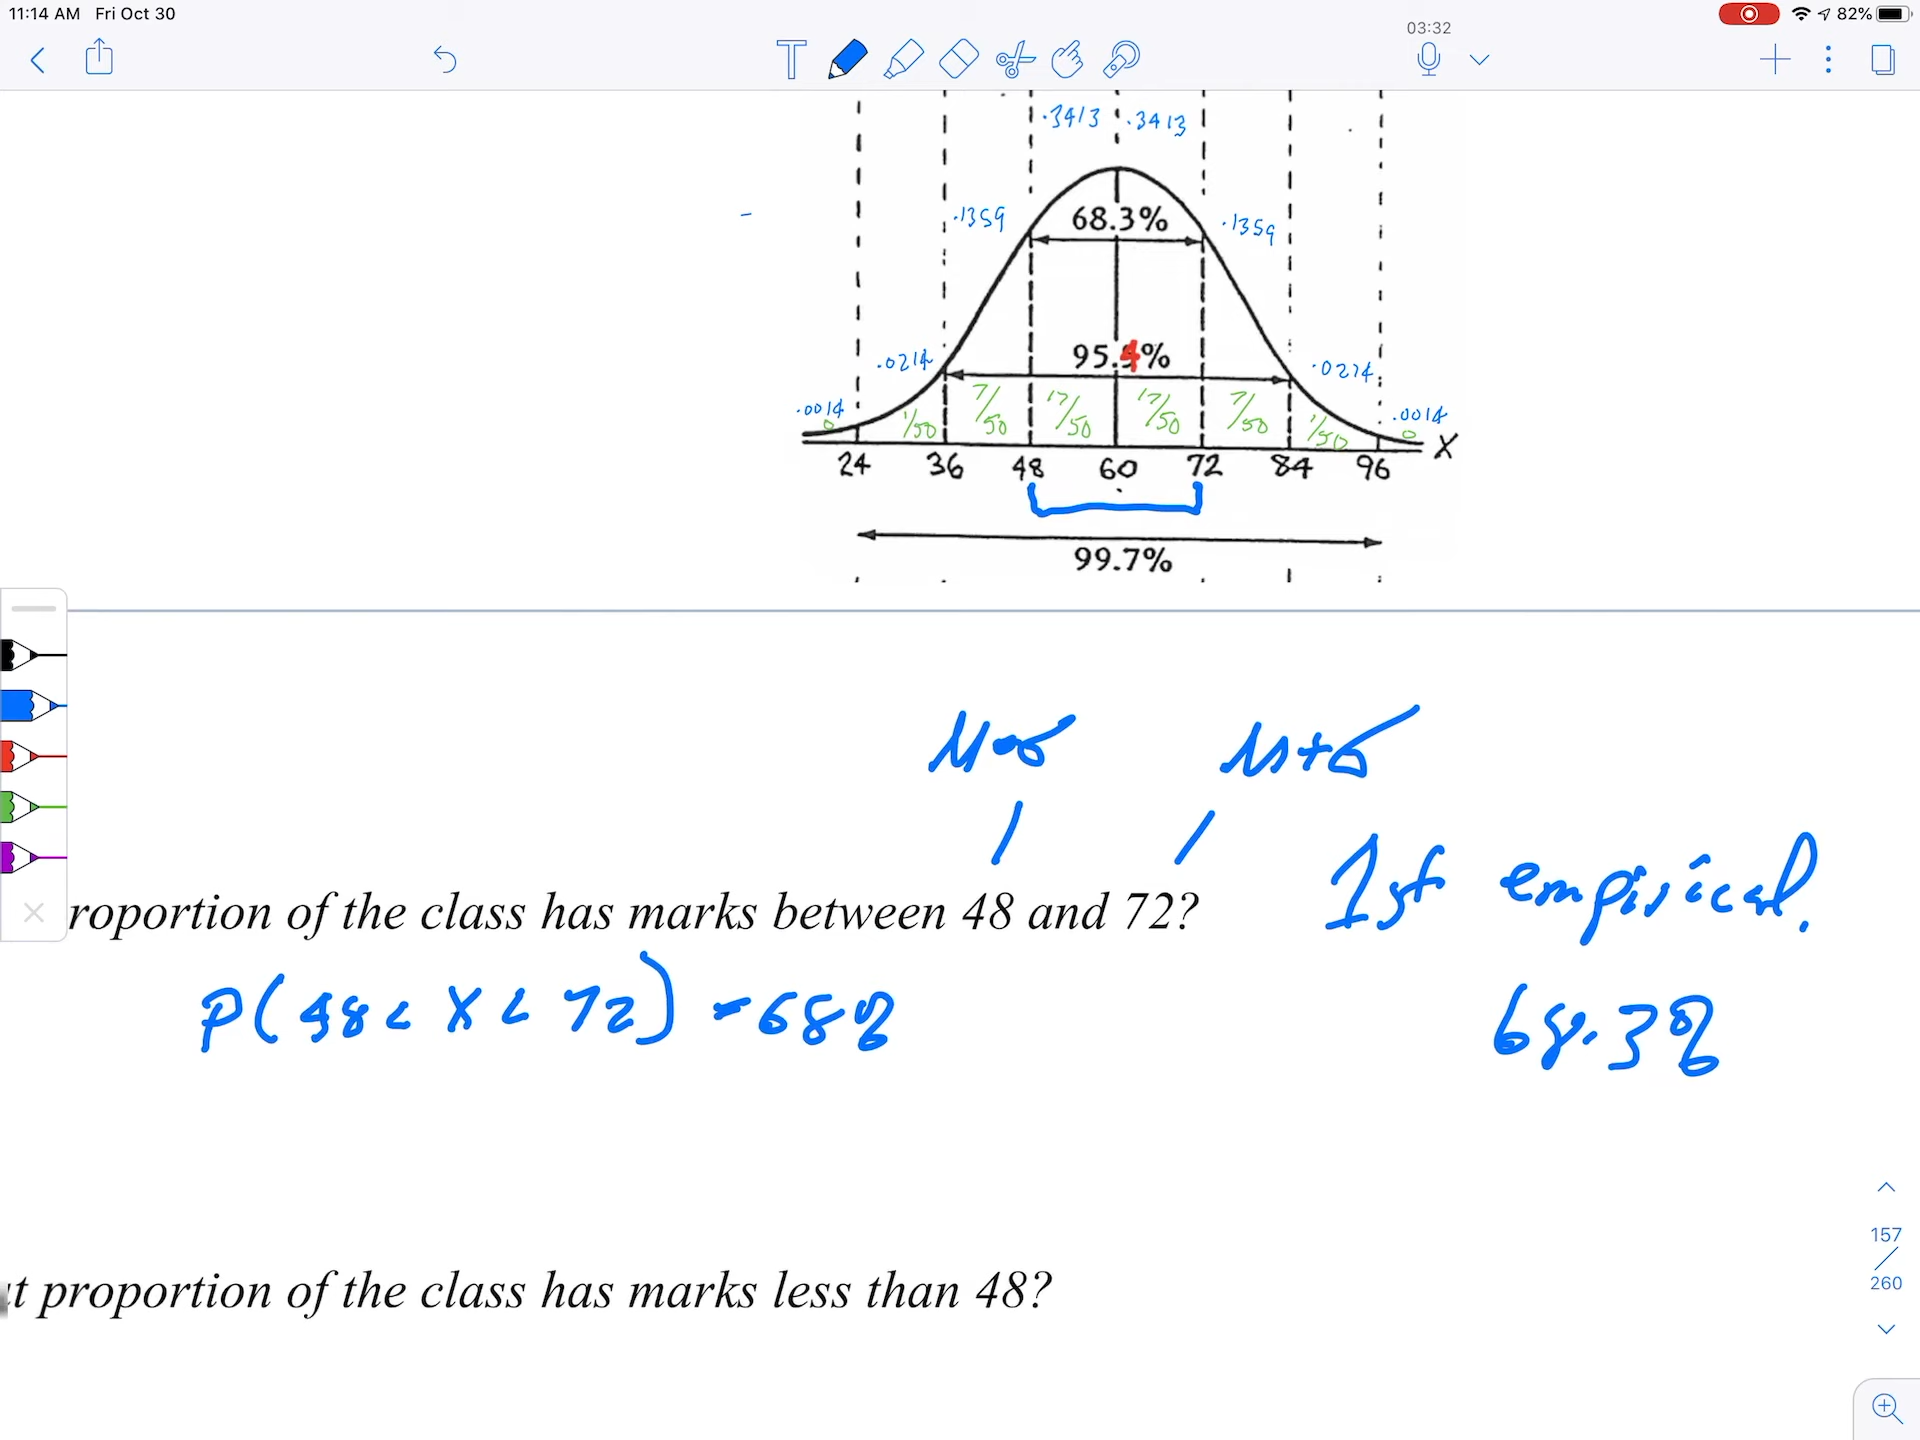 11:14 AM Fri Oct 30
82%
03:32
T
.3413 .3413
.1359 68.3% .1359
.0214 95.4% .0214
.0014 0 1/50 7/50 17/50 17/50 7/50 1/50 0 .0014
24 36 48 60 72 84 96 X
99.7%
μ-σ μ+σ
1st empirical.
roportion of the class has marks between 48 and 72?
P(48 < X < 72) = 68%
68.3%
157
260
t proportion of the class has marks less than 48?